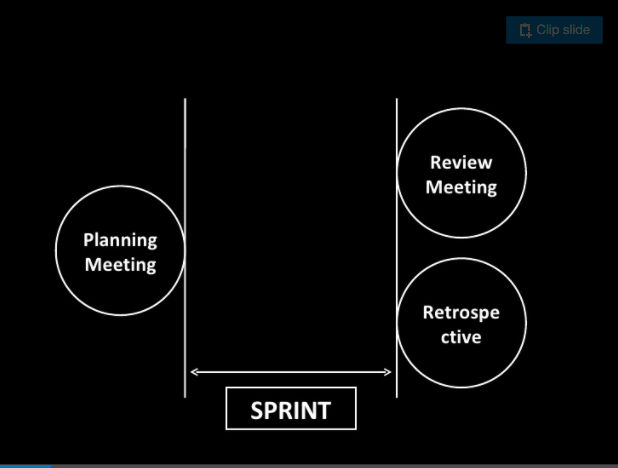 Clip slide
Review
Meeting
Planning
Meeting
Retrospe
ctive
SPRINT